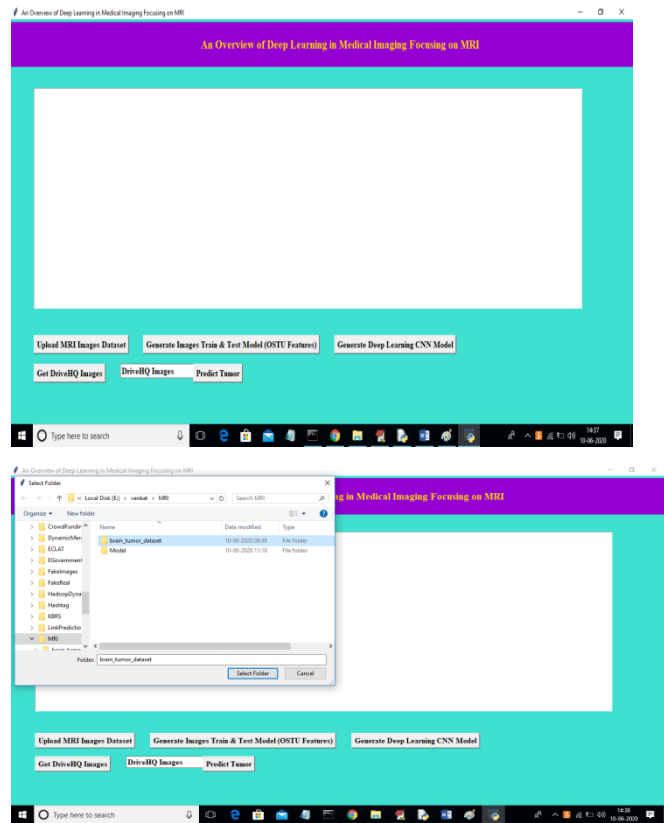 An Overview of Deep Learning in Medical Imaging Focusing on MRI
An Overview of Deep Learning in Medical Imaging Focusing on MRI
Upload MRI Images Dataset Generate Images Train & Test Model (OSTU Features) Generate Deep Learning CNN Model
Get DriveHQ Images DriveHQ Images Predict Tumor
Type here to search
14:37
10-06-2020
An Overview of Deep Learning in Medical Imaging Focusing on MRI
Select Folder
ng in Medical Imaging Focusing on MRI
« Local Disk (E:) › vankat › MRI Search MRI
Organize New folder
CrowdFundir Name Date modified Type
DynamicMer brain_tumor_dataset 10-06-2020 09:38 File folder
ECLAT Model 10-06-2020 11:18 File folder
EGovernment
FakeImages
FakeReal
HadoopDyna
Hashtag
KBRS
LinkPredictio
MRI
Folder: brain_tumor_dataset
Select Folder Cancel
Upload MRI Images Dataset Generate Images Train & Test Model (OSTU Features) Generate Deep Learning CNN Model
Get DriveHQ Images DriveHQ Images Predict Tumor
Type here to search
14:38
10-06-2020